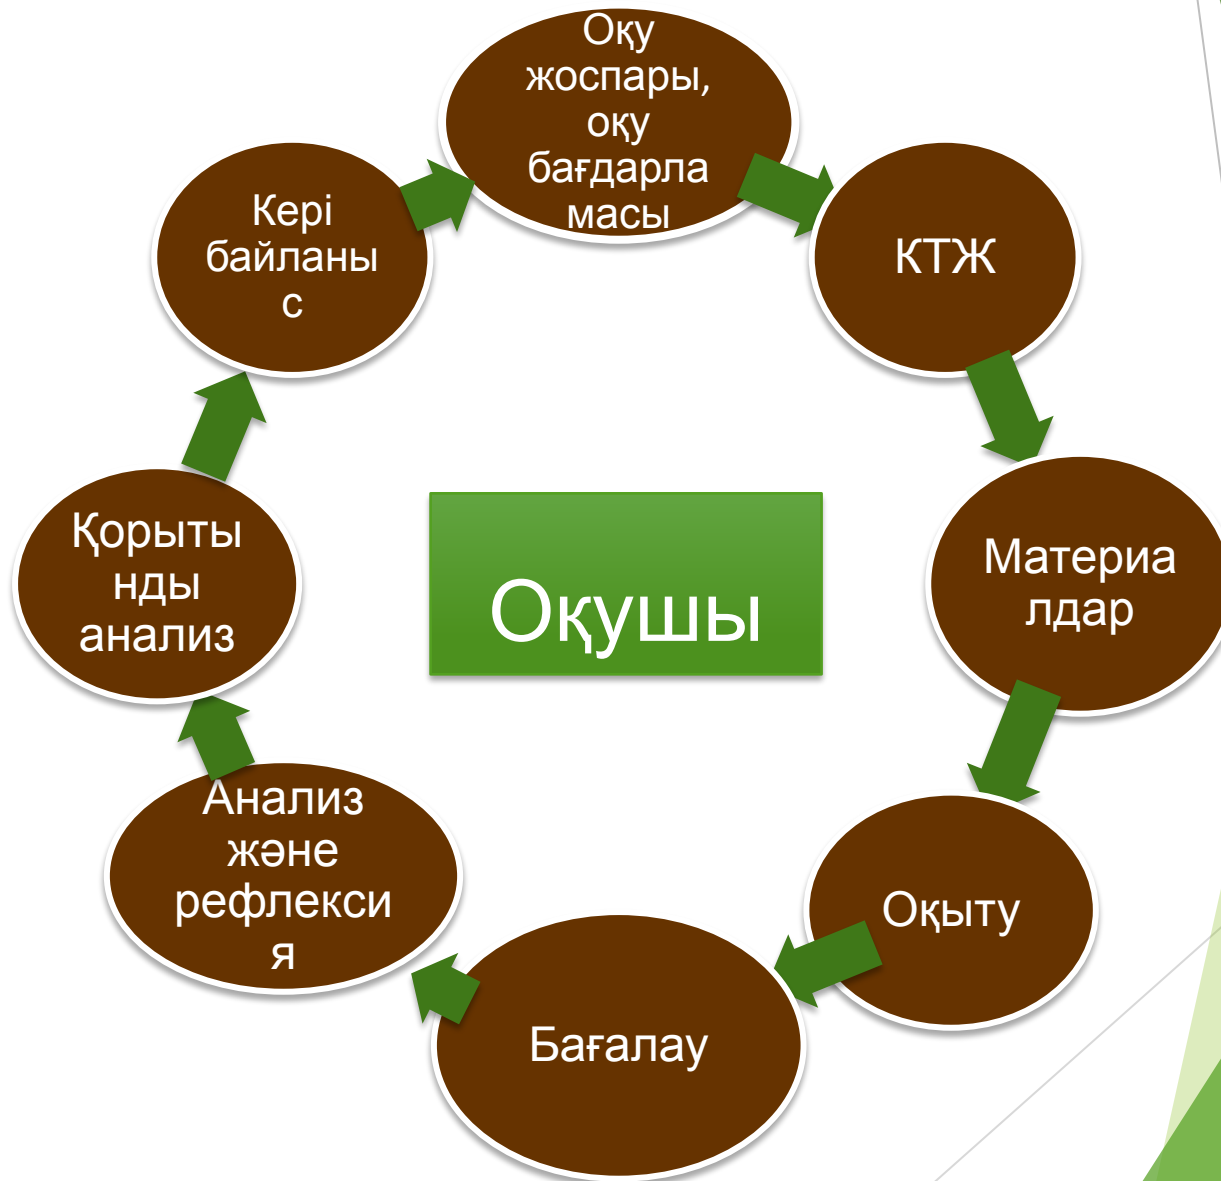 Оқу
жоспары,
оқу
бағдарла
масы
КТЖ
Материа
лдар
Оқыту
Бағалау
Анализ
және
рефлекси
я
Қорыты
нды
анализ
Кері
байланы
с
Оқушы